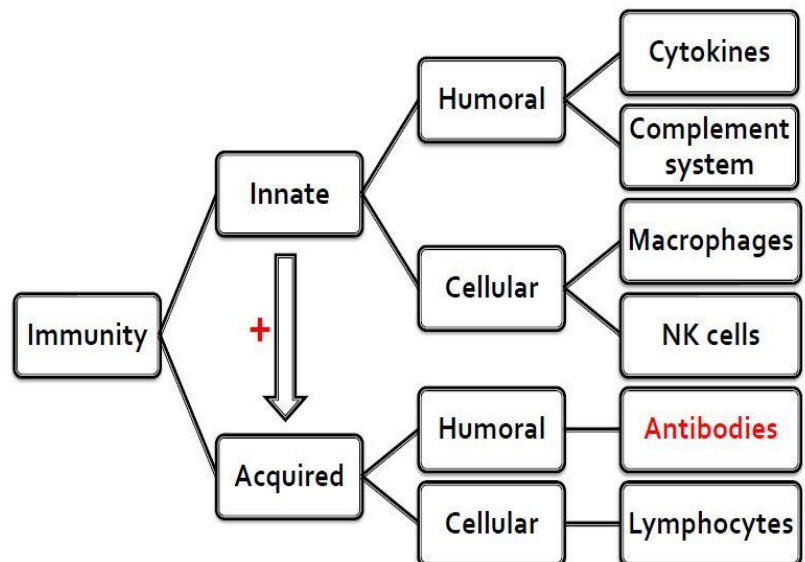 Cytokines
Humoral
Complement
system
Innate
Macrophages
Cellular
NK cells
Immunity
+
Humoral
Antibodies
Acquired
Cellular
Lymphocytes